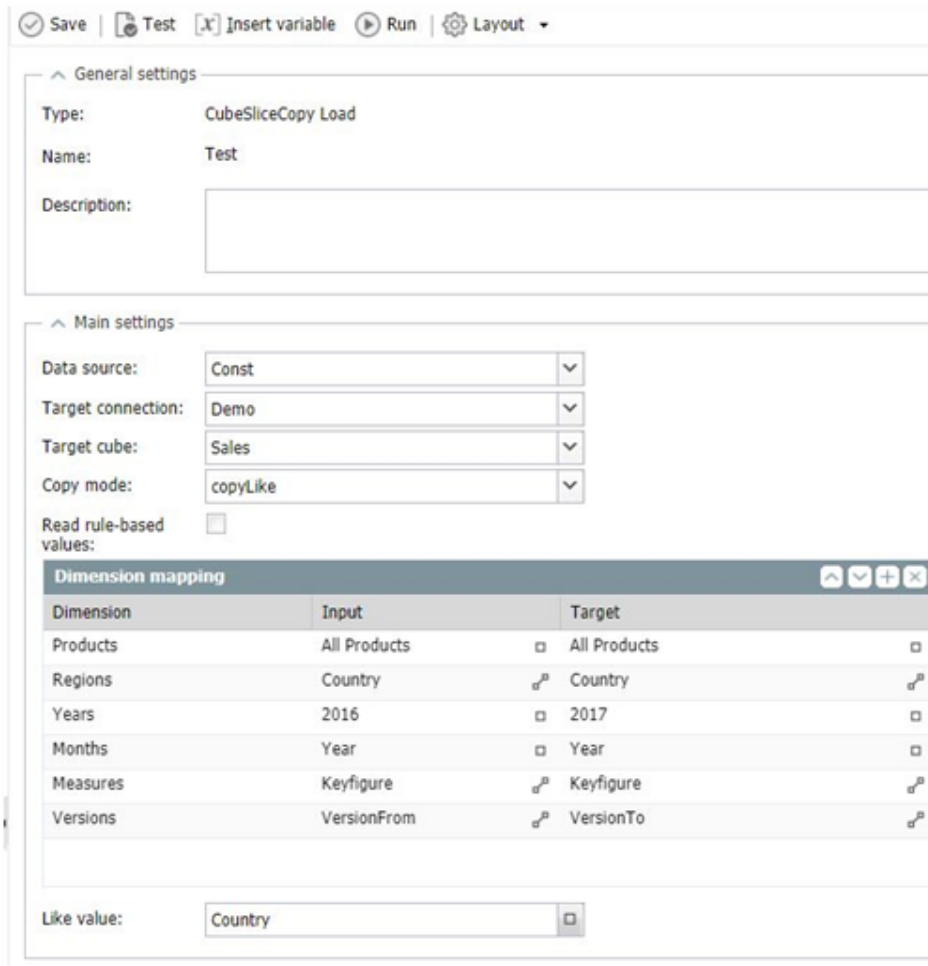 Save | Test [x] Insert variable Run | Layout
General settings
Type: CubeSliceCopy Load
Name: Test
Description:
Main settings
Data source: Const
Target connection: Demo
Target cube: Sales
Copy mode: copyLike
Read rule-based
values:
Dimension mapping
Dimension Input Target
Products All Products All Products
Regions Country Country
Years 2016 2017
Months Year Year
Measures Keyfigure Keyfigure
Versions VersionFrom VersionTo
Like value: Country